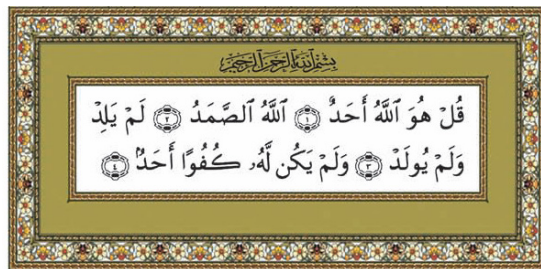 بِسْمِ ٱللَّهِ ٱلرَّحْمَٰنِ ٱلرَّحِيمِ
قُلْ هُوَ ٱللَّهُ أَحَدٌ ۝١ ٱللَّهُ ٱلصَّمَدُ ۝٢ لَمْ يَلِدْ
وَلَمْ يُولَدْ ۝٣ وَلَمْ يَكُن لَّهُۥ كُفُوًا أَحَدٌۢ ۝٤